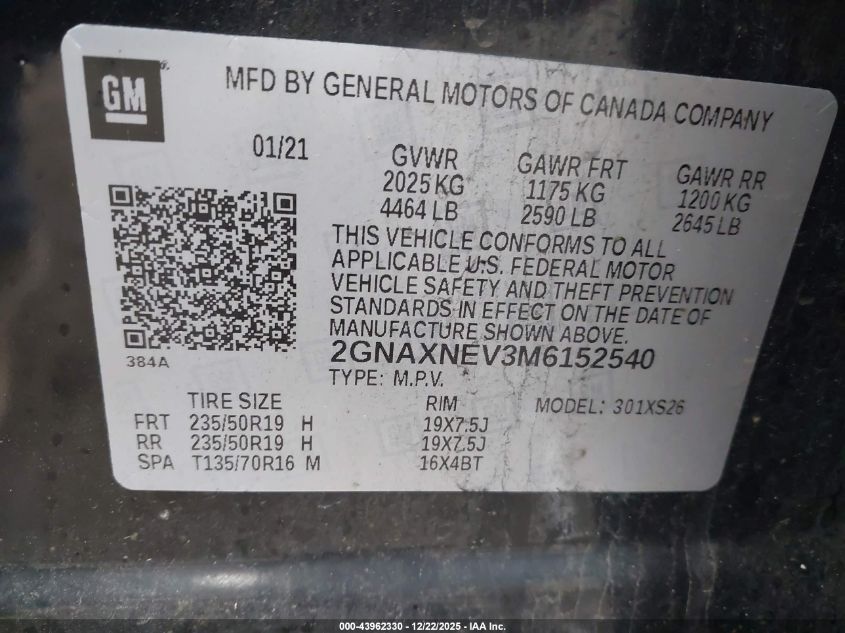 GM
MFD BY GENERAL MOTORS OF CANADA COMPANY
01/21
GVWR GAWR FRT GAWR RR
2025 KG 1175 KG 1200 KG
4464 LB 2590 LB 2645 LB
THIS VEHICLE CONFORMS TO ALL
APPLICABLE U.S. FEDERAL MOTOR
VEHICLE SAFETY AND THEFT PREVENTION
STANDARDS IN EFFECT ON THE DATE OF
MANUFACTURE SHOWN ABOVE.
384A
2GNAXNEV3M6152540
TYPE: M.P.V.
TIRE SIZE RIM MODEL: 301XS26
FRT 235/50R19 H 19X7.5J
RR 235/50R19 H 19X7.5J
SPA T135/70R16 M 16X4BT
000-43962330 - 12/22/2025 - IAA Inc.